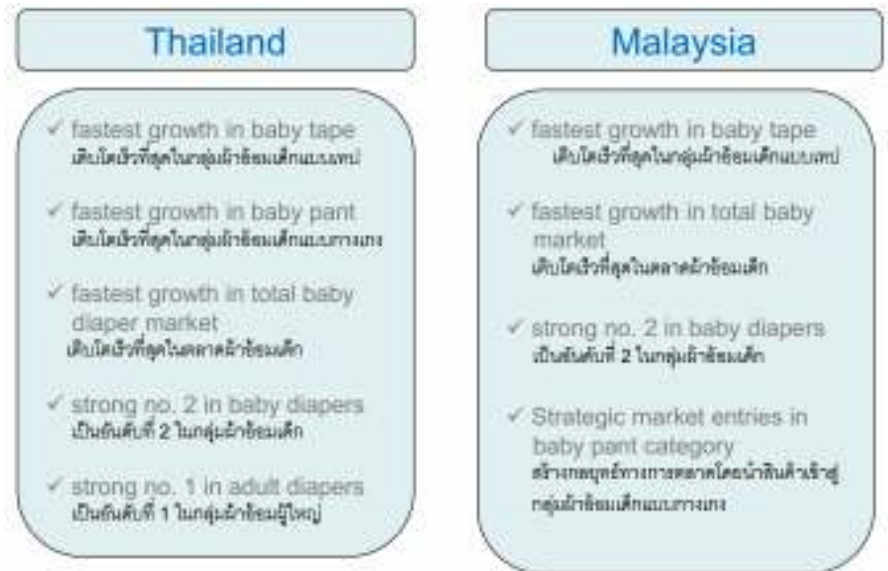 Thailand
✓ fastest growth in baby tape
เติบโตเร็วที่สุดในกลุ่มผ้าอ้อมเด็กแบบเทป
✓ fastest growth in baby pant
เติบโตเร็วที่สุดในกลุ่มผ้าอ้อมเด็กแบบกางเกง
✓ fastest growth in total baby
diaper market
เติบโตเร็วที่สุดในตลาดผ้าอ้อมเด็ก
✓ strong no. 2 in baby diapers
เป็นอันดับที่ 2 ในกลุ่มผ้าอ้อมเด็ก
✓ strong no. 1 in adult diapers
เป็นอันดับที่ 1 ในกลุ่มผ้าอ้อมผู้ใหญ่
Malaysia
✓ fastest growth in baby tape
เติบโตเร็วที่สุดในกลุ่มผ้าอ้อมเด็กแบบเทป
✓ fastest growth in total baby
market
เติบโตเร็วที่สุดในตลาดผ้าอ้อมเด็ก
✓ strong no. 2 in baby diapers
เป็นอันดับที่ 2 ในกลุ่มผ้าอ้อมเด็ก
✓ Strategic market entries in
baby pant category
สร้างกลยุทธ์ทางการตลาดโดยนำสินค้าเข้าสู่
กลุ่มผ้าอ้อมเด็กแบบกางเกง